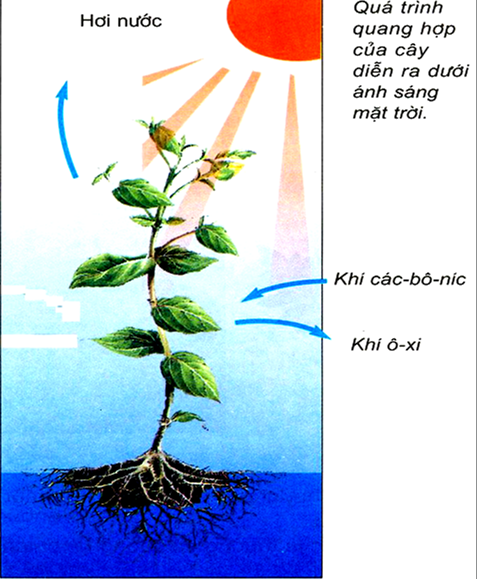 Hơi nước
Quá trình
quang hợp
của cây
diễn ra dưới
ánh sáng
mặt trời.
Khí các-bô-níc
Khí ô-xi